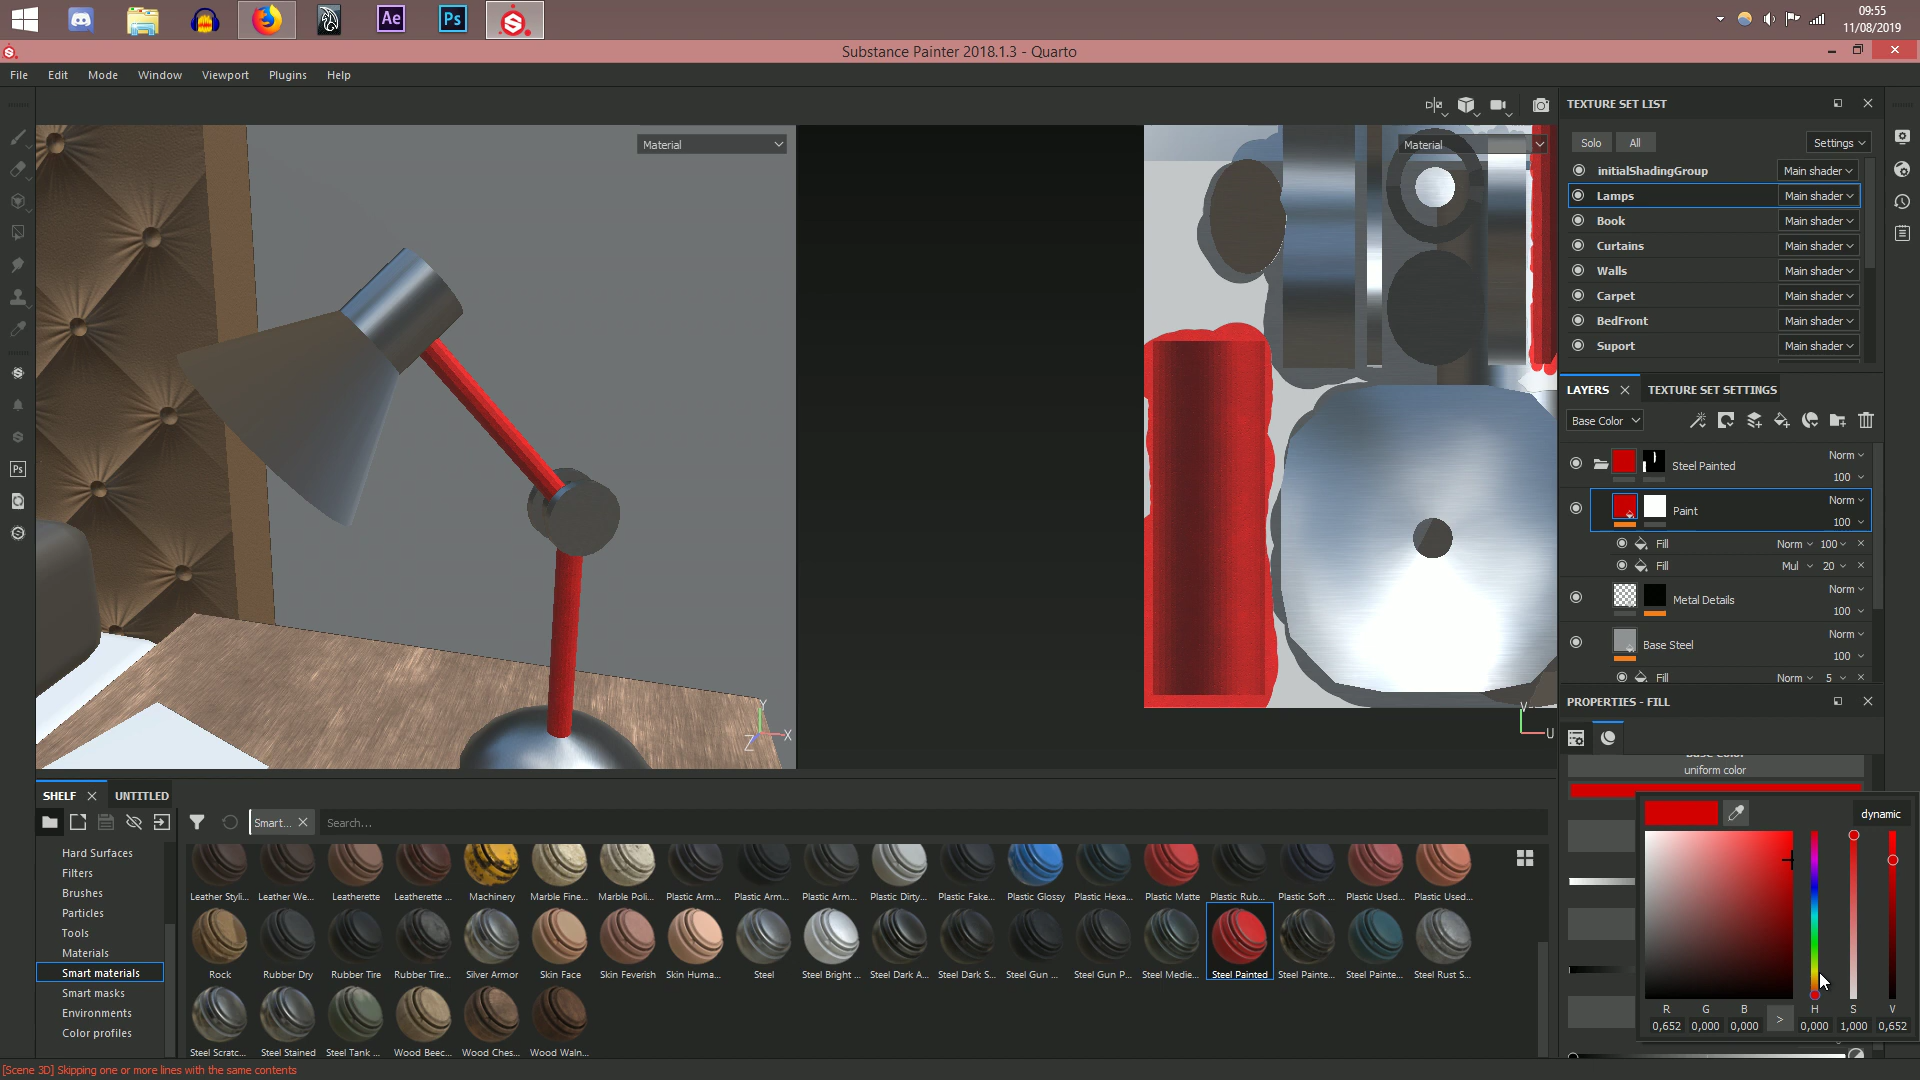 09:55
11/08/2019
Ae
Ps
Substance Painter 2018.1.3 - Quarto
File Edit Mode Window Viewport Plugins Help
Material
Material
TEXTURE SET LIST
Solo All Settings
initialShadingGroup Main shader
Lamps Main shader
Book Main shader
Curtains Main shader
Walls Main shader
Carpet Main shader
BedFront Main shader
Suport Main shader
LAYERS TEXTURE SET SETTINGS
Base Color
Steel Painted Norm 100
Paint Norm 100
Fill Norm 100
Fill Mul 20
Metal Details Norm 100
Base Steel Norm 100
Fill Norm 5
PROPERTIES - FILL
Base Color
uniform color
dynamic
R G B H S V
0,652 0,000 0,000 > 0,000 1,000 0,652
Ps
Z Y X
V U
SHELF UNTITLED
Smart... Search...
Hard Surfaces
Filters
Brushes
Particles
Tools
Materials
Smart materials
Smart masks
Environments
Color profiles
Leather Styli... Leather We... Leatherette Leatherette ... Machinery Marble Fine... Marble Poli... Plastic Arm... Plastic Arm... Plastic Arm... Plastic Dirty... Plastic Fake... Plastic Glossy Plastic Hexa... Plastic Matte Plastic Rub... Plastic Soft ... Plastic Used... Plastic Used...
Rock Rubber Dry Rubber Tire Rubber Tire... Silver Armor Skin Face Skin Feverish Skin Huma... Steel Steel Bright ... Steel Dark A... Steel Dark S... Steel Gun ... Steel Gun P... Steel Medie... Steel Painted Steel Painte... Steel Painte... Steel Rust S...
Steel Scratc... Steel Stained Steel Tank ... Wood Beec... Wood Ches... Wood Waln...
[Scene 3D] Skipping one or more lines with the same contents